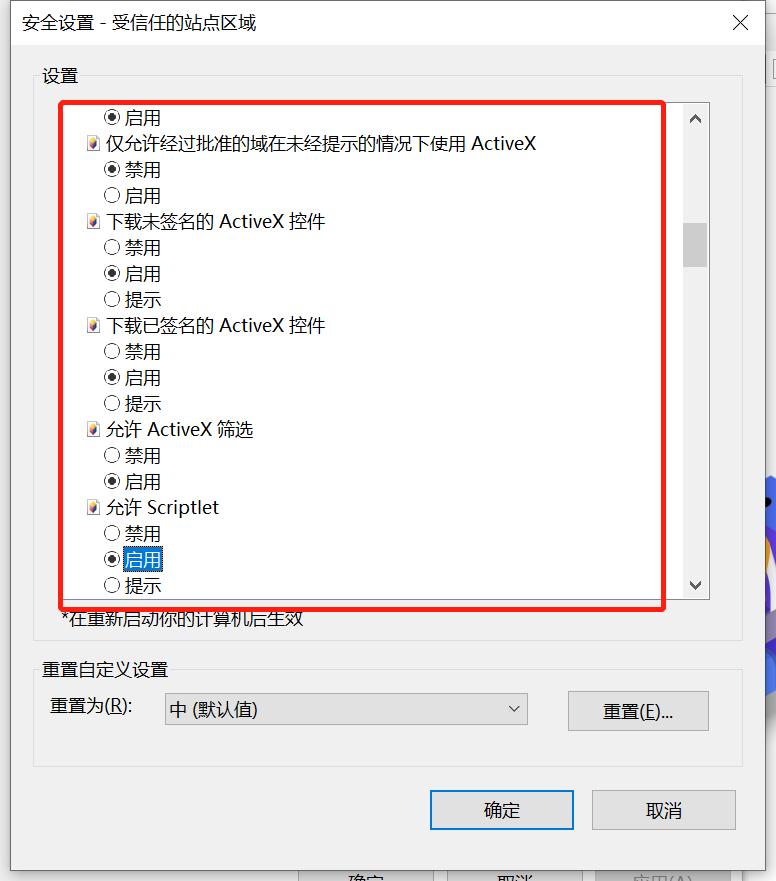 安全设置 - 受信任的站点区域
设置
启用
仅允许经过批准的域在未经提示的情况下使用 ActiveX
禁用
启用
下载未签名的 ActiveX 控件
禁用
启用
提示
下载已签名的 ActiveX 控件
禁用
启用
提示
允许 ActiveX 筛选
禁用
启用
允许 Scriptlet
禁用
启用
提示
*在重新启动你的计算机后生效
重置自定义设置
重置为(R): 中 (默认值) 重置(E)...
确定 取消
确定 取消 应用(A)